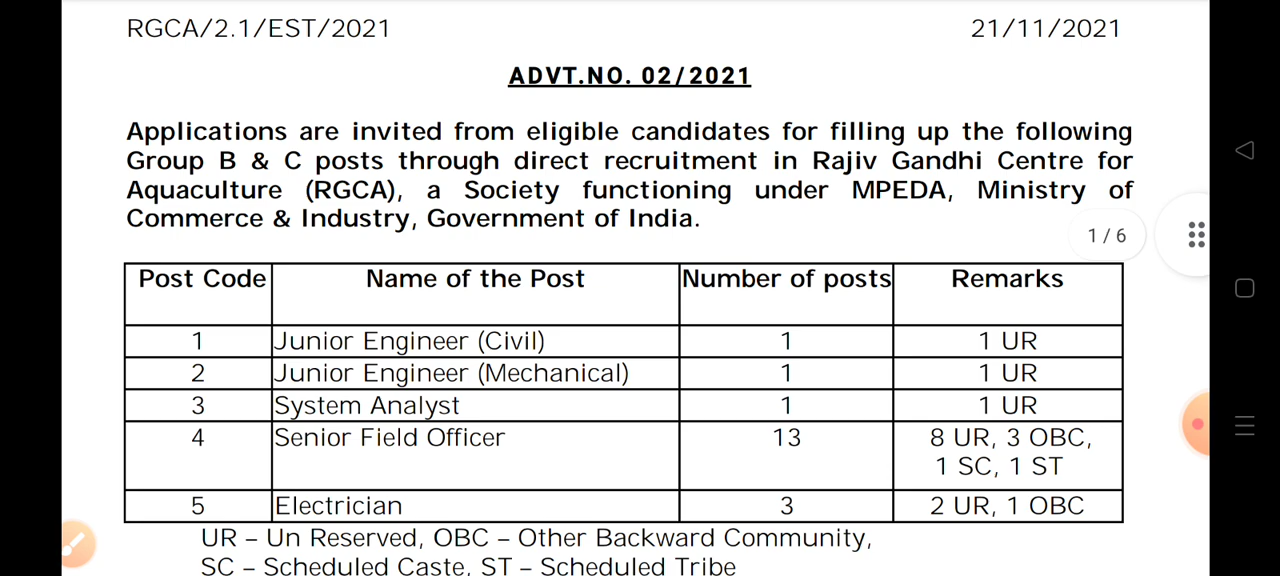 RGCA/2.1/EST/2021 21/11/2021
ADVT.NO. 02/2021
Applications are invited from eligible candidates for filling up the following
Group B & C posts through direct recruitment in Rajiv Gandhi Centre for
Aquaculture (RGCA), a Society functioning under MPEDA, Ministry of
Commerce & Industry, Government of India.
1 / 6
Post Code Name of the Post Number of posts Remarks
1 Junior Engineer (Civil) 1 1 UR
2 Junior Engineer (Mechanical) 1 1 UR
3 System Analyst 1 1 UR
4 Senior Field Officer 13 8 UR, 3 OBC,
1 SC, 1 ST
5 Electrician 3 2 UR, 1 OBC
UR – Un Reserved, OBC – Other Backward Community,
SC – Scheduled Caste, ST – Scheduled Tribe